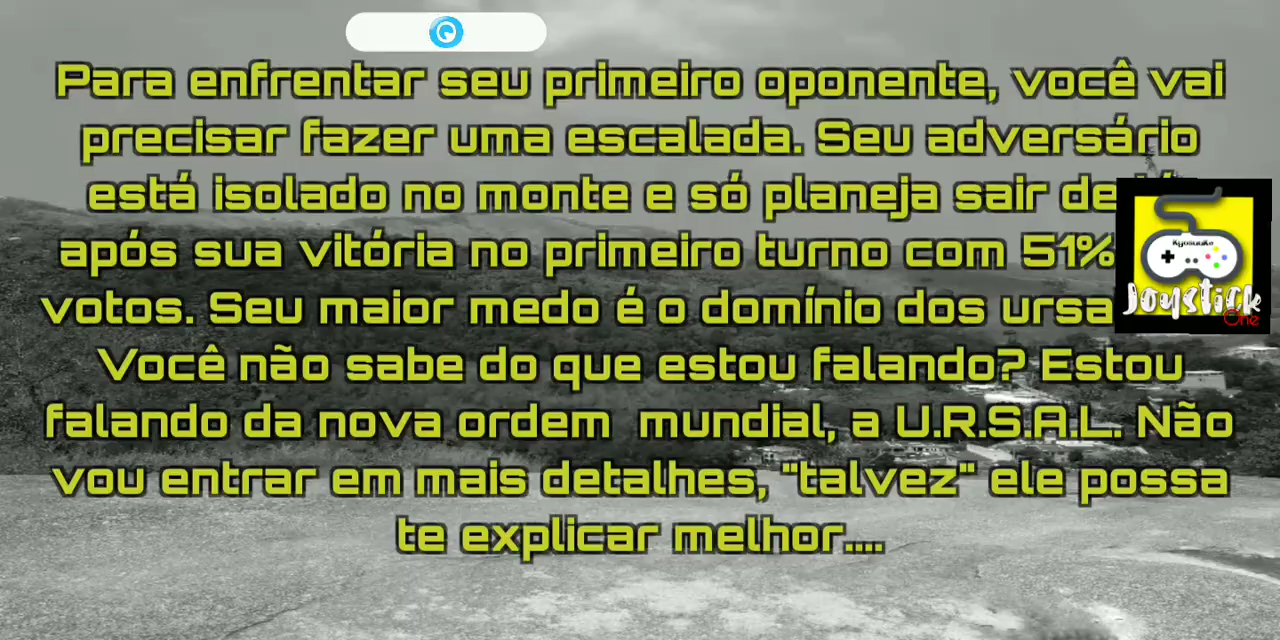 Para enfrentar seu primeiro oponente, você vai
precisar fazer uma escalada. Seu adversário
está isolado no monte e só planeja sair de
após sua vitória no primeiro turno com 51%
votos. Seu maior medo é o domínio dos
Você não sabe do que estou falando? Estou
falando da nova ordem mundial, a U.R.S.A.L. Não
vou entrar em mais detalhes, "talvez" ele possa
te explicar melhor....
Kyosuuke
Joystick
One